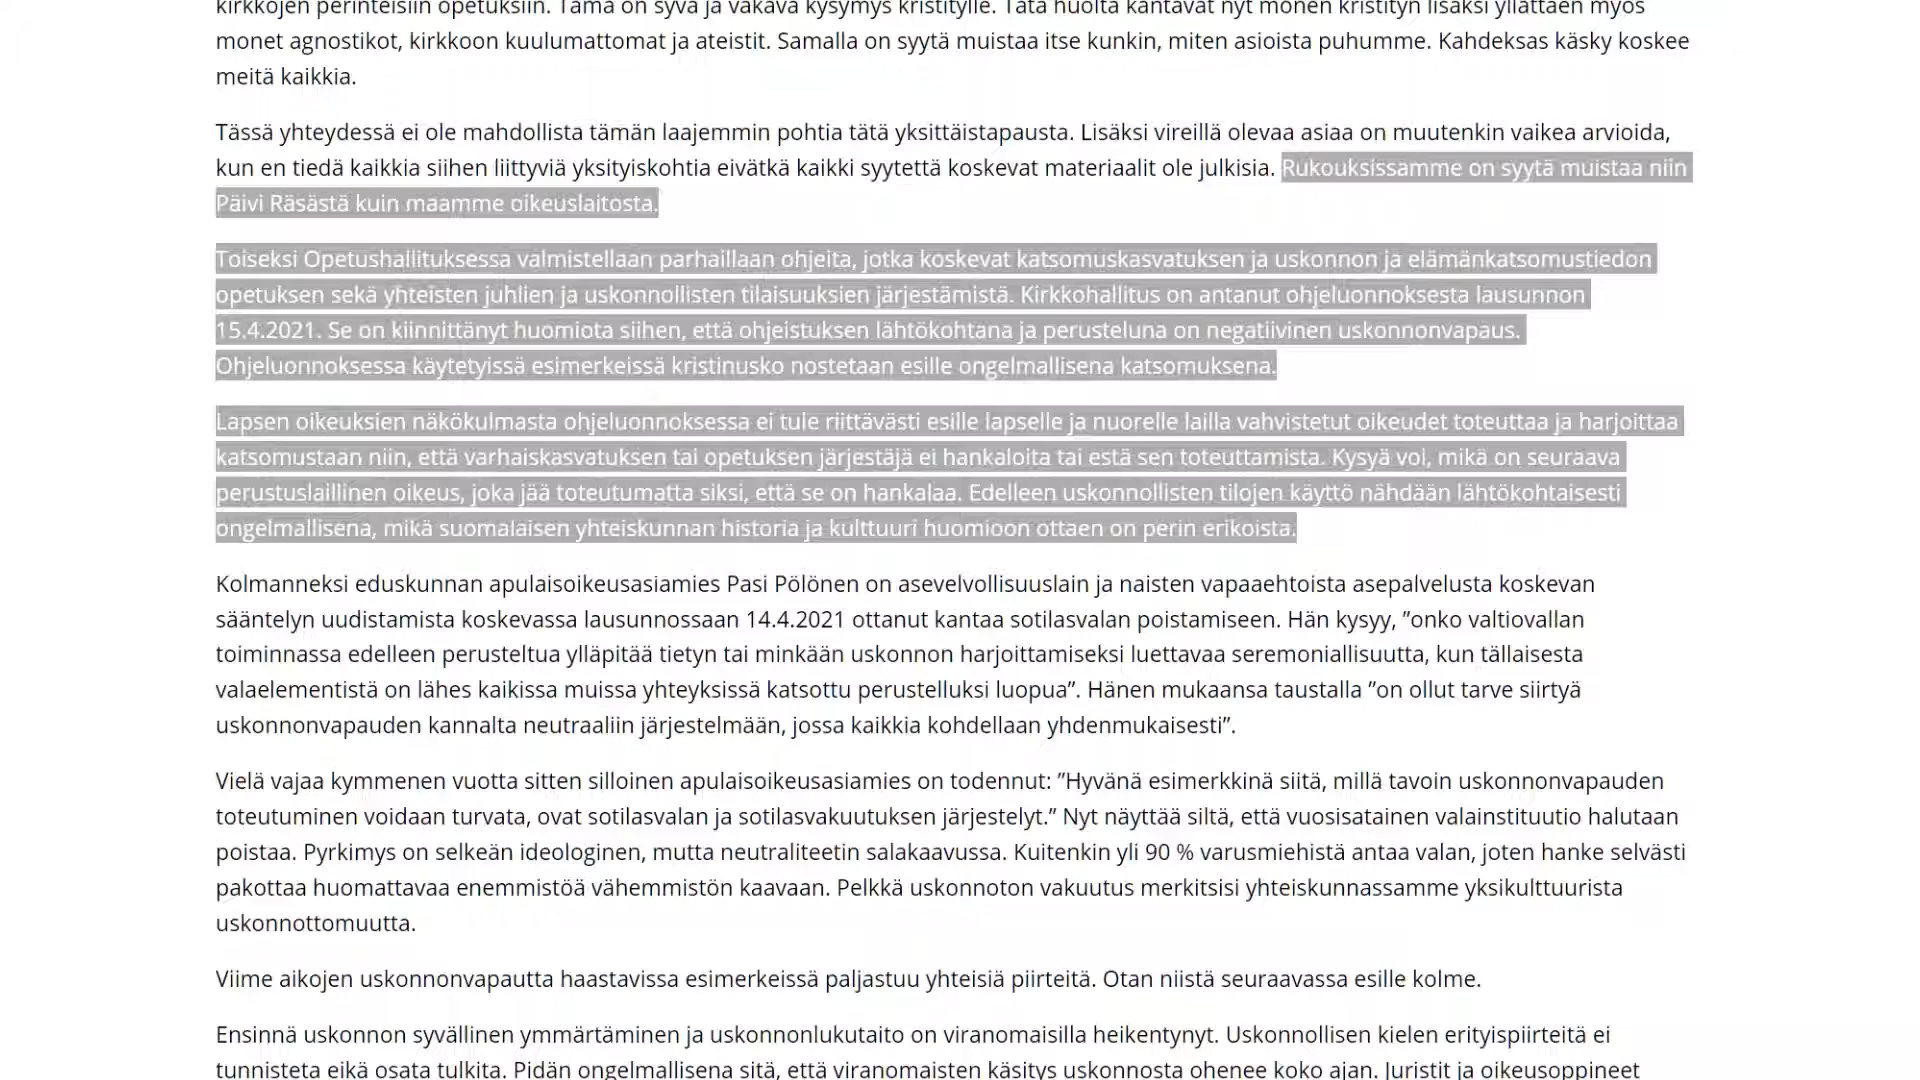 kirkkojen perinteisiin opetuksiin. Tämä on syvä ja vakava kysymys kristitylle. Tätä huolta kantavat nyt monen kristityn lisäksi yllättäen myös
monet agnostikot, kirkkoon kuulumattomat ja ateistit. Samalla on syytä muistaa itse kunkin, miten asioista puhumme. Kahdeksas käsky koskee
meitä kaikkia.
Tässä yhteydessä ei ole mahdollista tämän laajemmin pohtia tätä yksittäistapausta. Lisäksi vireillä olevaa asiaa on muutenkin vaikea arvioida,
kun en tiedä kaikkia siihen liittyviä yksityiskohtia eivätkä kaikki syytettä koskevat materiaalit ole julkisia. Rukouksissamme on syytä muistaa niin
Päivi Räsästä kuin maamme oikeuslaitosta.
Toiseksi Opetushallituksessa valmistellaan parhaillaan ohjeita, jotka koskevat katsomuskasvatuksen ja uskonnon ja elämänkatsomustiedon
opetuksen sekä yhteisten juhlien ja uskonnollisten tilaisuuksien järjestämistä. Kirkkohallitus on antanut ohjeluonnoksesta lausunnon
15.4.2021. Se on kiinnittänyt huomiota siihen, että ohjeistuksen lähtökohtana ja perusteluna on negatiivinen uskonnonvapaus.
Ohjeluonnoksessa käytetyissä esimerkeissä kristinusko nostetaan esille ongelmallisena katsomuksena.
Lapsen oikeuksien näkökulmasta ohjeluonnoksessa ei tule riittävästi esille lapselle ja nuorelle lailla vahvistetut oikeudet toteuttaa ja harjoittaa
katsomustaan niin, että varhaiskasvatuksen tai opetuksen järjestäjä ei hankaloita tai estä sen toteuttamista. Kysyä voi, mikä on seuraava
perustuslaillinen oikeus, joka jää toteutumatta siksi, että se on hankalaa. Edelleen uskonnollisten tilojen käyttö nähdään lähtökohtaisesti
ongelmallisena, mikä suomalaisen yhteiskunnan historia ja kulttuuri huomioon ottaen on perin erikoista.
Kolmanneksi eduskunnan apulaisoikeusasiamies Pasi Pölönen on asevelvollisuuslain ja naisten vapaaehtoista asepalvelusta koskevan
sääntelyn uudistamista koskevassa lausunnossaan 14.4.2021 ottanut kantaa sotilasvalan poistamiseen. Hän kysyy, ”onko valtiovallan
toiminnassa edelleen perusteltua ylläpitää tietyn tai minkään uskonnon harjoittamiseksi luettavaa seremoniallisuutta, kun tällaisesta
valaelementistä on lähes kaikissa muissa yhteyksissä katsottu perustelluksi luopua”. Hänen mukaansa taustalla ”on ollut tarve siirtyä
uskonnonvapauden kannalta neutraaliin järjestelmään, jossa kaikkia kohdellaan yhdenmukaisesti”.
Vielä vajaa kymmenen vuotta sitten silloinen apulaisoikeusasiamies on todennut: ”Hyvänä esimerkkinä siitä, millä tavoin uskonnonvapauden
toteutuminen voidaan turvata, ovat sotilasvalan ja sotilasvakuutuksen järjestelyt.” Nyt näyttää siltä, että vuosisatainen valainstituutio halutaan
poistaa. Pyrkimys on selkeän ideologinen, mutta neutraliteetin salakaavussa. Kuitenkin yli 90 % varusmiehistä antaa valan, joten hanke selvästi
pakottaa huomattavaa enemmistöä vähemmistön kaavaan. Pelkkä uskonnoton vakuutus merkitsisi yhteiskunnassamme yksikulttuurista
uskonnottomuutta.
Viime aikojen uskonnonvapautta haastavissa esimerkeissä paljastuu yhteisiä piirteitä. Otan niistä seuraavassa esille kolme.
Ensinnä uskonnon syvällinen ymmärtäminen ja uskonnonlukutaito on viranomaisilla heikentynyt. Uskonnollisen kielen erityispiirteitä ei
tunnisteta eikä osata tulkita. Pidän ongelmallisena sitä, että viranomaisten käsitys uskonnosta ohenee koko ajan. Juristit ja oikeusoppineet